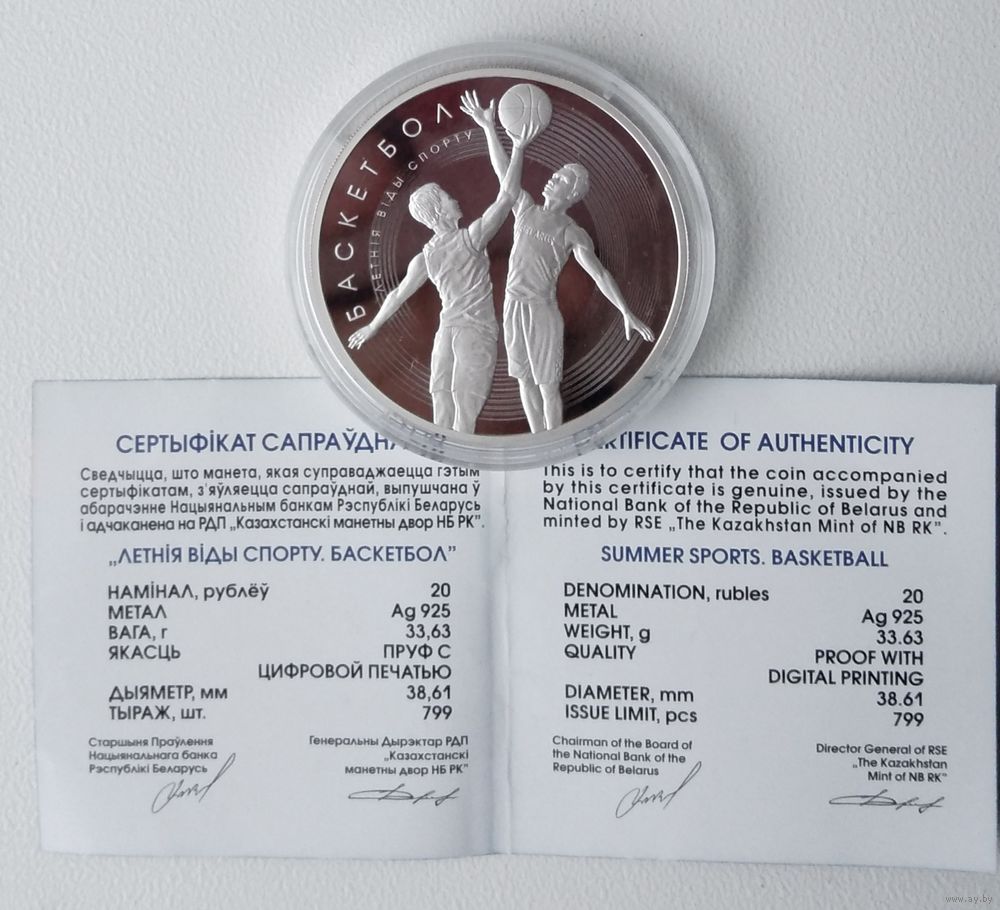 БАСКЕТБОЛ
ЛЕТНІЯ ВІДЫ СПОРТУ
СЕРТЫФІКАТ
Сведчыцца, што манета, якая суправаджаецца гэтым
сертыфікатам, з'яўляецца сапраўднай, выпушчана ў
абарачэнне Нацыянальным банкам Рэспублікі Беларусь
і адчаканена на РДП „Казахстанскі манетны двор НБ РК”.
„ЛЕТНІЯ ВІДЫ СПОРТУ. БАСКЕТБОЛ”
НАМІНАЛ, рублёў 20
МЕТАЛ Ag 925
ВАГА, г 33,63
ЯКАСЦЬ ПРУФ С
ЦИФРОВОЙ ПЕЧАТЬЮ
ДЫЯМЕТР, мм 38,61
ТЫРАЖ, шт. 799
Старшыня Праўлення
Нацыянальнага банка
Рэспублікі Беларусь
Генеральны Дырэктар РДП
„Казахстанскі
манетны двор НБ РК”
OF AUTHENTICITY
This is to certify that the coin accompanied
by this certificate is genuine, issued by the
National Bank of the Republic of Belarus and
minted by RSE „The Kazakhstan Mint of NB RK”.
SUMMER SPORTS. BASKETBALL
DENOMINATION, rubles 20
METAL Ag 925
WEIGHT, g 33.63
QUALITY PROOF WITH
DIGITAL PRINTING
DIAMETER, mm 38.61
ISSUE LIMIT, pcs 799
Chairman of the Board of
the National Bank of the
Republic of Belarus
Director General of RSE
„The Kazakhstan
Mint of NB RK”
www.ay.by